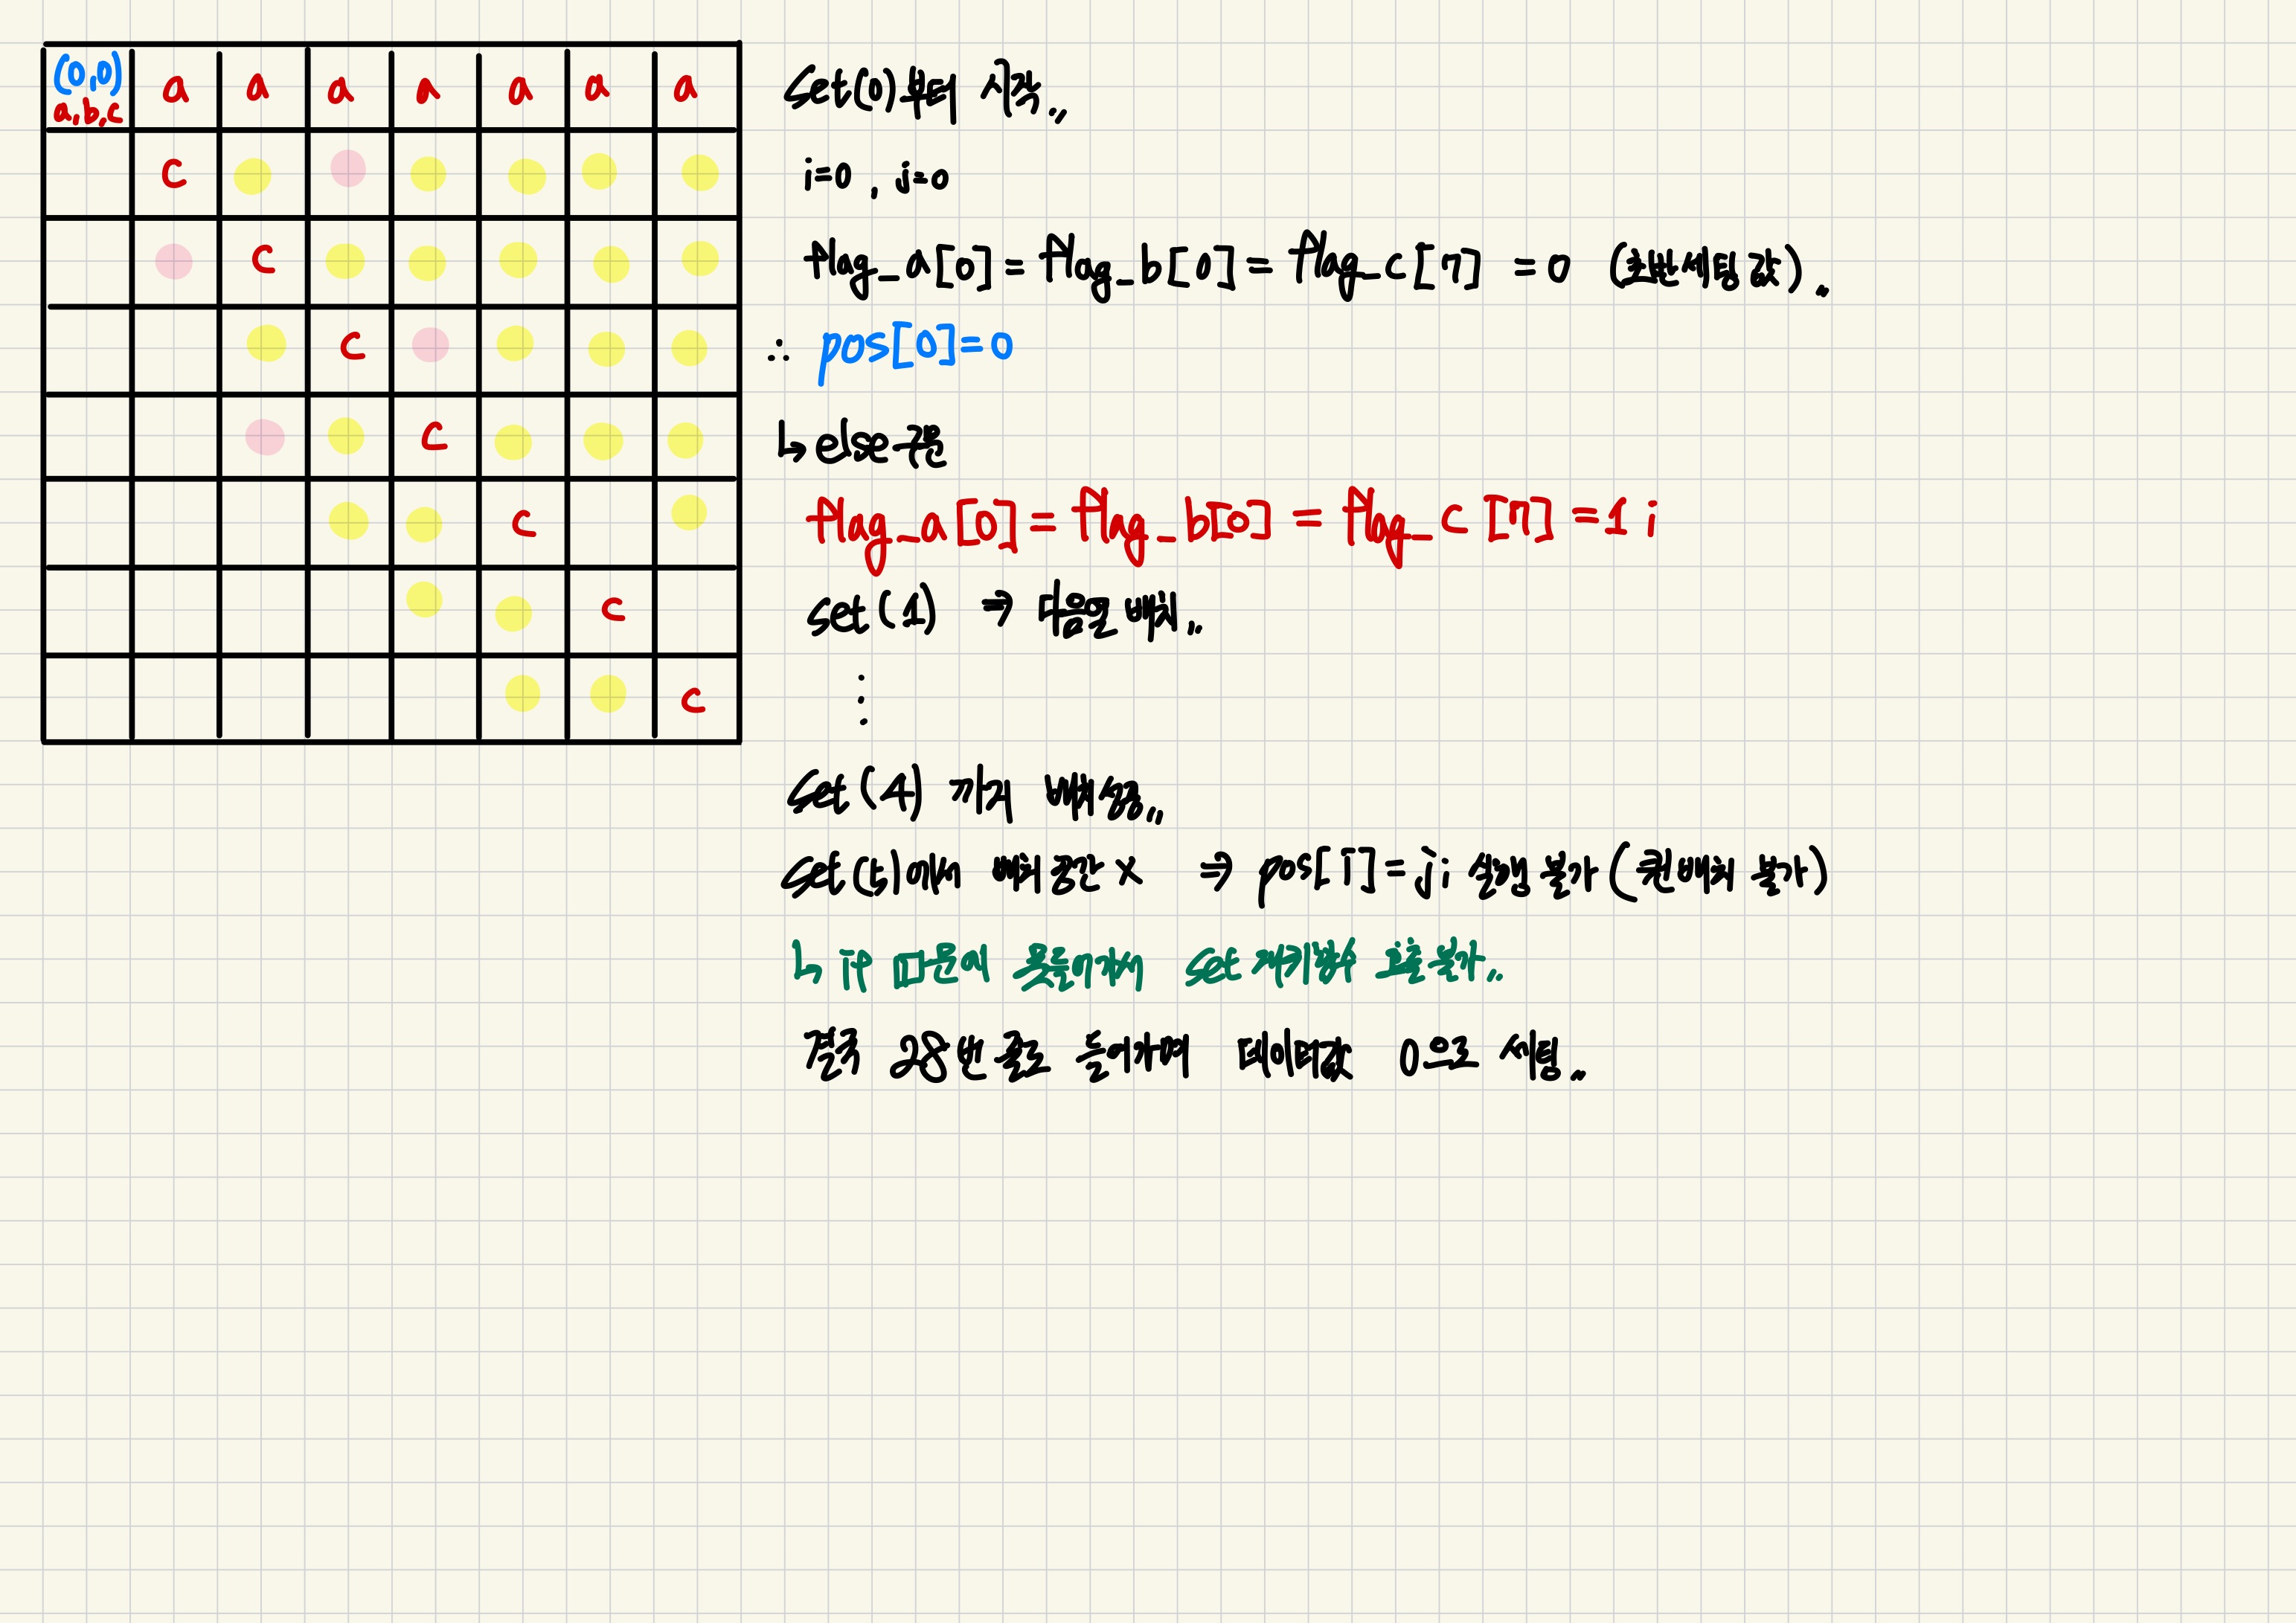 (0,0) a a a a a a a
a,b,c
c
c
c
c
c
c
c
set(0)부터 시작..
i=0, j=0
flag_a[0]=flag_b[0]=flag_c[7] =0 (초반세팅 값).
∴ pos[0]=0
↳ else구문
flag_a[0]=flag_b[0]=flag_c[7]=1;
set(1) ⇒ 다음열 배치..
⋮
set(4) 까지 배치성공..
set(5)에서 배치 공간 x ⇒ pos[i]=j; 실행 불가 (퀸배치 불가)
↳ if 구문에 못들어가서 set 재귀함수 호출 불가..
결국 28번 줄로 들어가며 데이터값 0으로 세팅..